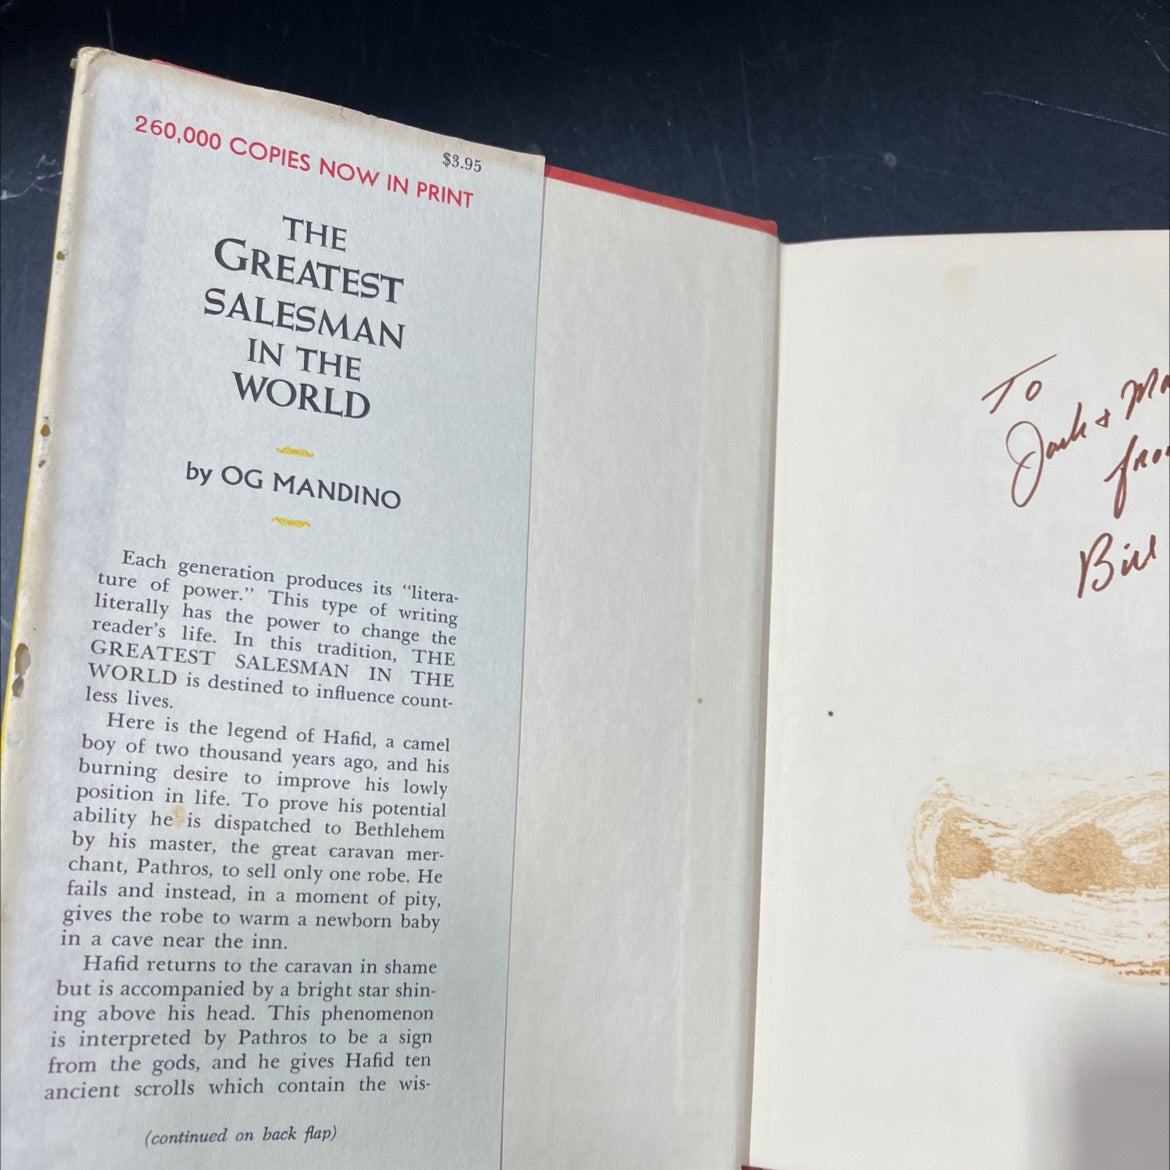 260,000 COPIES NOW IN PRINT
$3.95
THE
GREATEST
SALESMAN
IN THE
WORLD
by OG MANDINO
Each generation produces its “litera-
ture of power.” This type of writing
literally has the power to change the
reader's life. In this tradition, THE
GREATEST SALESMAN IN THE
WORLD is destined to influence count-
less lives.
Here is the legend of Hafid, a camel
boy of two thousand years ago, and his
burning desire to improve his lowly
position in life. To prove his potential
ability he is dispatched to Bethlehem
by his master, the great caravan mer-
chant, Pathros, to sell only one robe. He
fails and instead, in a moment of pity,
gives the robe to warm a newborn baby
in a cave near the inn.
Hafid returns to the caravan in shame
but is accompanied by a bright star shin-
ing above his head. This phenomenon
is interpreted by Pathros to be a sign
from the gods, and he gives Hafid ten
ancient scrolls which contain the wis-
(continued on back flap)
To
Jack +
Bill